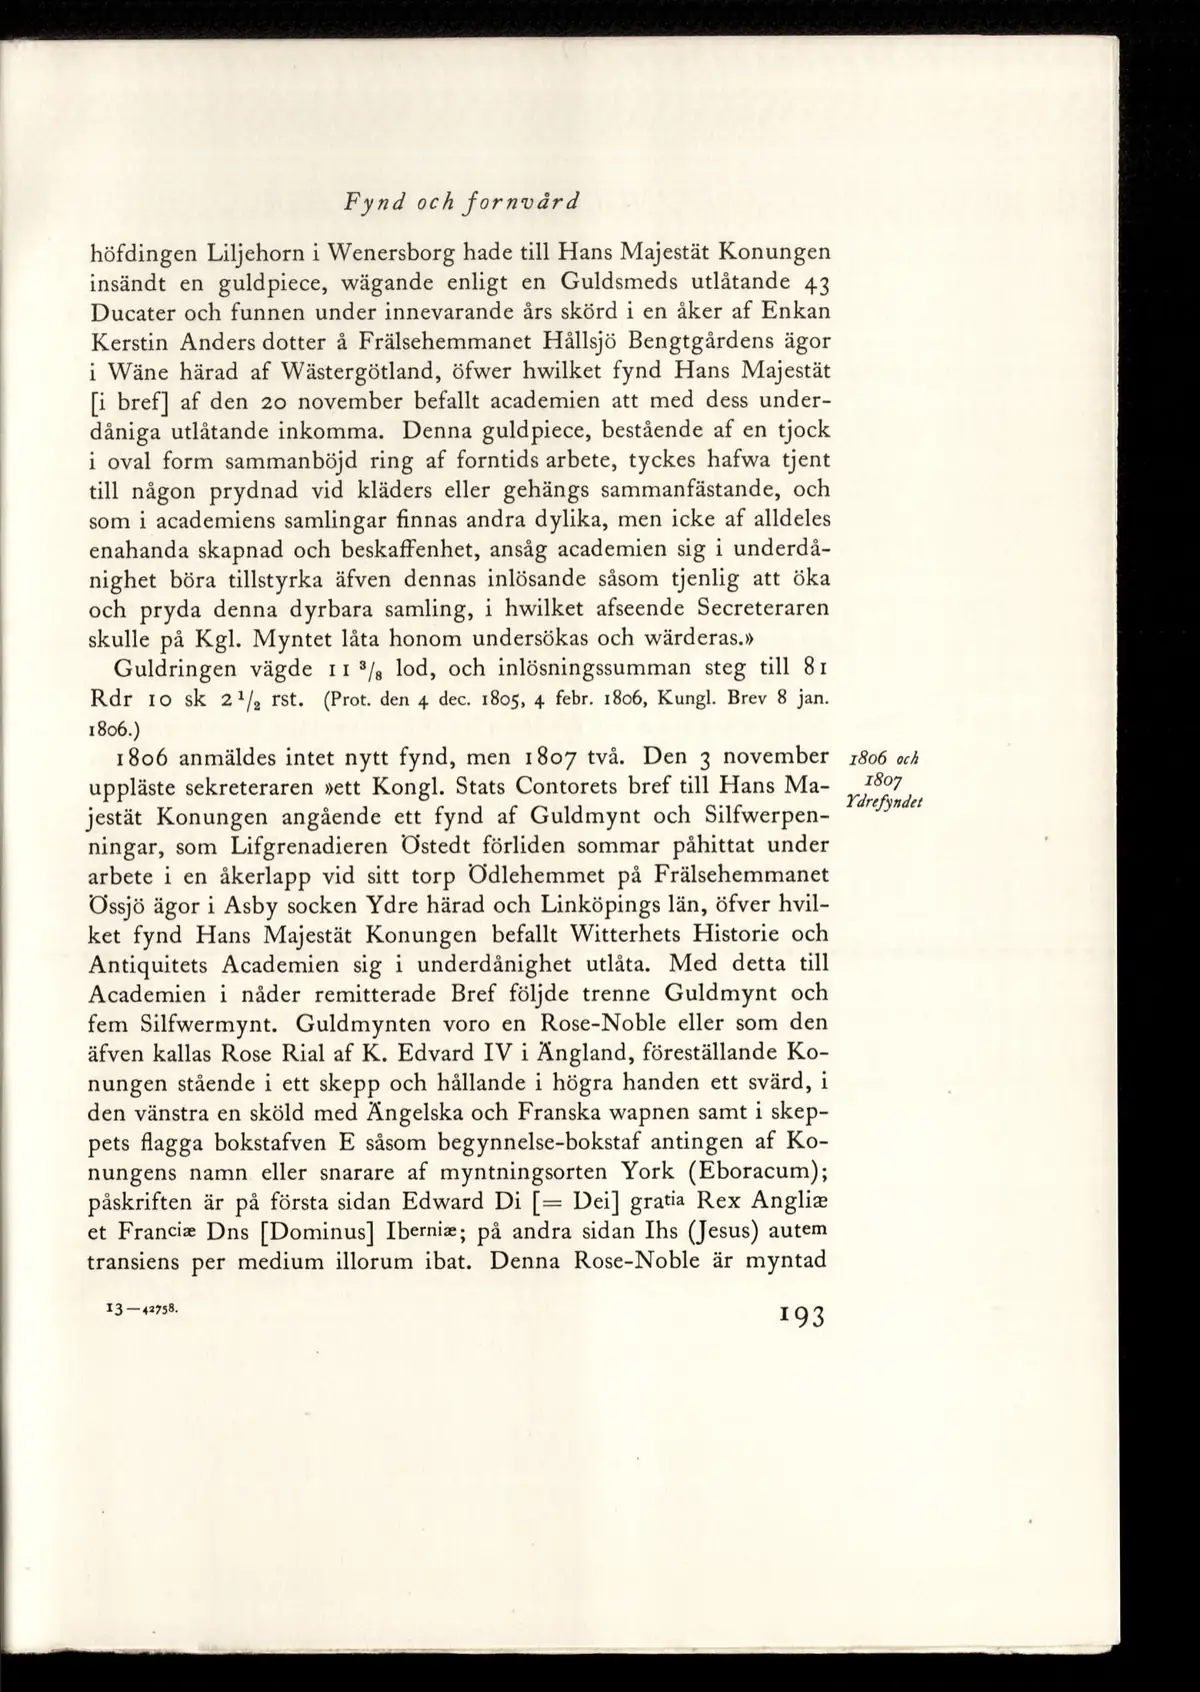 Fynd och fornvård
höfdingen Liljehorn i Wenersborg hade till Hans Majestät Konungen
insändt en guldpiece, wägande enligt en Guldsmeds utlåtande 43
Ducater och funnen under innevarande års skörd i en åker af Enkan
Kerstin Anders dotter å Frälsehemmanet Hållsjö Bengtgårdens ägor
i Wäne härad af Wästergötland, öfwer hwilket fynd Hans Majestät
[i bref] af den 20 november befallt academien att med dess under-
dåniga utlåtande inkomma. Denna guldpiece, bestående af en tjock
i oval form sammanböjd ring af forntids arbete, tyckes hafwa tjent
till någon prydnad vid kläders eller gehängs sammanfästande, och
som i academiens samlingar finnas andra dylika, men icke af alldeles
enahanda skapnad och beskaffenhet, ansåg academien sig i underdå-
nighet böra tillstyrka äfven dennas inlösande såsom tjenlig att öka
och pryda denna dyrbara samling, i hwilket afseende Secreteraren
skulle på Kgl. Myntet låta honom undersökas och wärderas.»
Guldringen vägde 11 3/8 lod, och inlösningssumman steg till 81
Rdr 10 sk 2 1/2 rst. (Prot. den 4 dec. 1805, 4 febr. 1806, Kungl. Brev 8 jan.
1806.)
1806 anmäldes intet nytt fynd, men 1807 två. Den 3 november
uppläste sekreteraren »ett Kongl. Stats Contorets bref till Hans Ma-
jestät Konungen angående ett fynd af Guldmynt och Silfwerpen-
ningar, som Lifgrenadieren Östedt förliden sommar påhittat under
arbete i en åkerlapp vid sitt torp Ödlehemmet på Frälsehemmanet
Össjö ägor i Asby socken Ydre härad och Linköpings län, öfver hvil-
ket fynd Hans Majestät Konungen befallt Witterhets Historie och
Antiquitets Academien sig i underdånighet utlåta. Med detta till
Academien i nåder remitterade Bref följde trenne Guldmynt och
fem Silfwermynt. Guldmynten voro en Rose-Noble eller som den
äfven kallas Rose Rial af K. Edvard IV i Ängland, föreställande Ko-
nungen stående i ett skepp och hållande i högra handen ett svärd, i
den vänstra en sköld med Ängelska och Franska wapnen samt i skep-
pets flagga bokstafven E såsom begynnelse-bokstaf antingen af Ko-
nungens namn eller snarare af myntningsorten York (Eboracum);
påskriften är på första sidan Edward Di [= Dei] gratia Rex Angliæ
et Franciæ Dns [Dominus] Iberniæ; på andra sidan Ihs (Jesus) autem
transiens per medium illorum ibat. Denna Rose-Noble är myntad
1806 och
1807
Ydrefyndet
13—42758.
193